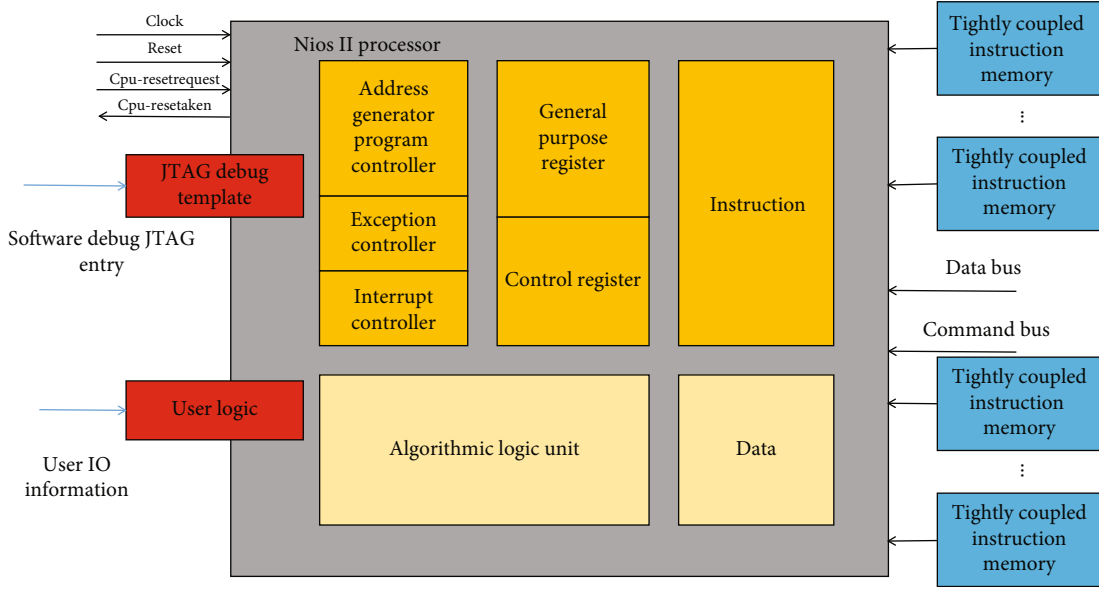 Clock
Reset
Cpu-resetrequest
Cpu-resetaken
JTAG debug
template
Software debug JTAG
entry
User logic
User IO
information
Nios II processor
Address
generator
program
controller
Exception
controller
Interrupt
controller
General
purpose
register
Control register
Instruction
Algorithmic logic unit
Data
Tightly coupled
instruction
memory
...
Tightly coupled
instruction
memory
Data bus
Command bus
Tightly coupled
instruction
memory
...
Tightly coupled
instruction
memory